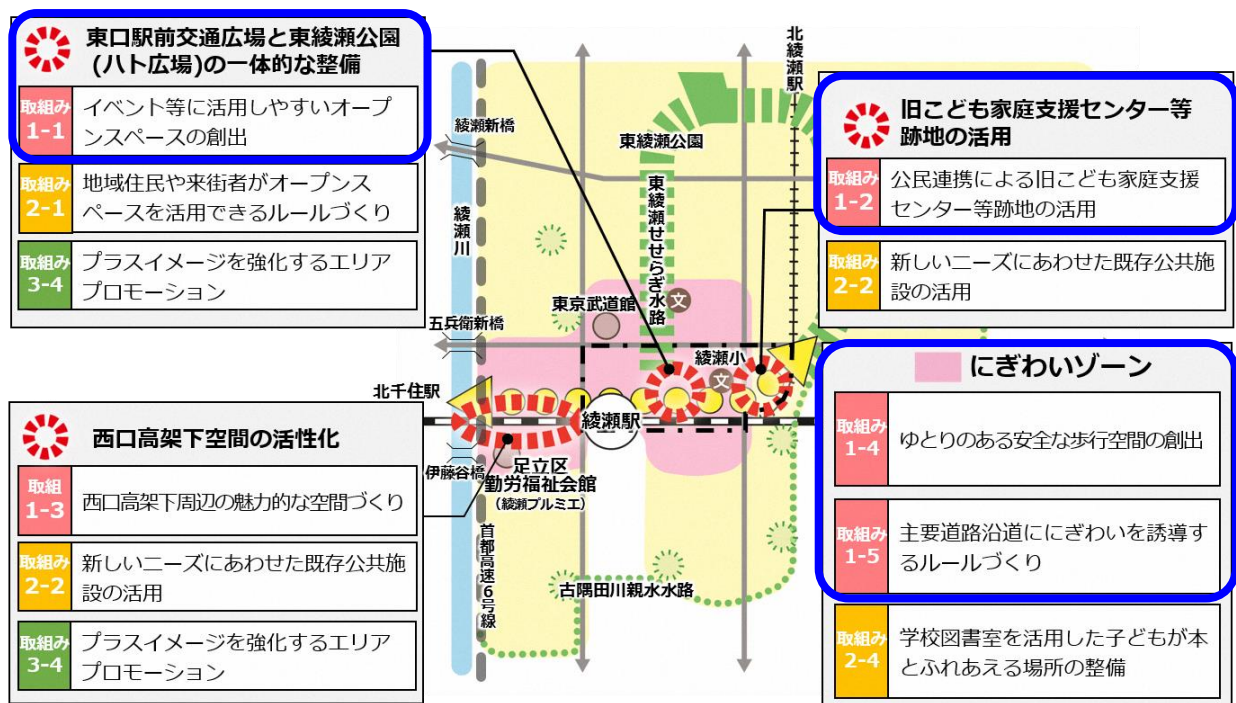 東口駅前交通広場と東綾瀬公園
(ハト広場)の一体的な整備
取組み
1-1
イベント等に活用しやすいオープ
ンスペースの創出
取組み
2-1
地域住民や来街者がオープンス
ペースを活用できるルールづくり
取組み
3-4
プラスイメージを強化するエリア
プロモーション
西口高架下空間の活性化
取組
1-3
西口高架下周辺の魅力的な空間づくり
取組み
2-2
新しいニーズにあわせた既存公共施
設の活用
取組み
3-4
プラスイメージを強化するエリア
プロモーション
北綾瀬駅
綾瀬新橋
東綾瀬公園
綾瀬川
東綾瀬せせらぎ水路
東京武道館
文
五兵衛新橋
綾瀬小
文
北千住駅
綾瀬駅
伊藤谷橋
足立区
勤労福祉会館
(綾瀬プルミエ)
首都高速6号線
古隅田川親水水路
旧こども家庭支援センター等
跡地の活用
取組み
1-2
公民連携による旧こども家庭支援
センター等跡地の活用
取組み
2-2
新しいニーズにあわせた既存公共施
設の活用
にぎわいゾーン
取組み
1-4
ゆとりのある安全な歩行空間の創出
取組み
1-5
主要道路沿道ににぎわいを誘導す
るルールづくり
取組み
2-4
学校図書室を活用した子どもが本
とふれあえる場所の整備